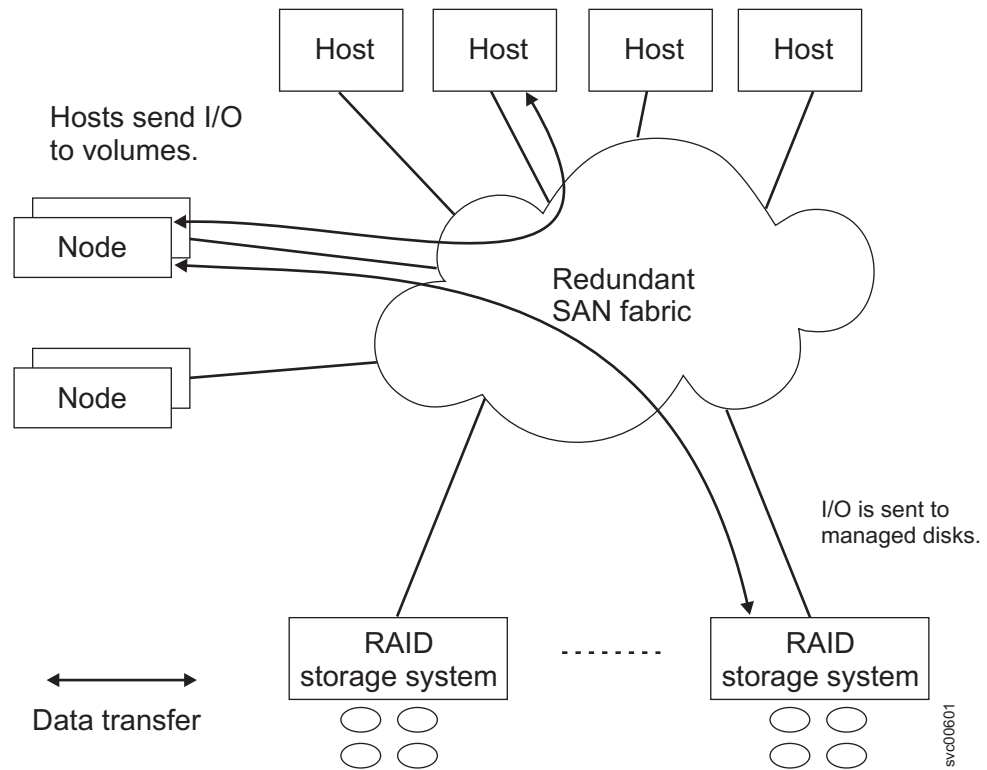 Host
Host
Host
Host
Hosts send I/O
to volumes.
Node
Redundant
SAN fabric
Node
I/O is sent to
managed disks.
RAID
storage system
RAID
storage system
Data transfer
svc00601